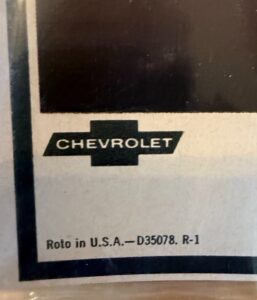 CHEVROLET
Roto in U.S.A.—D35078. R-1